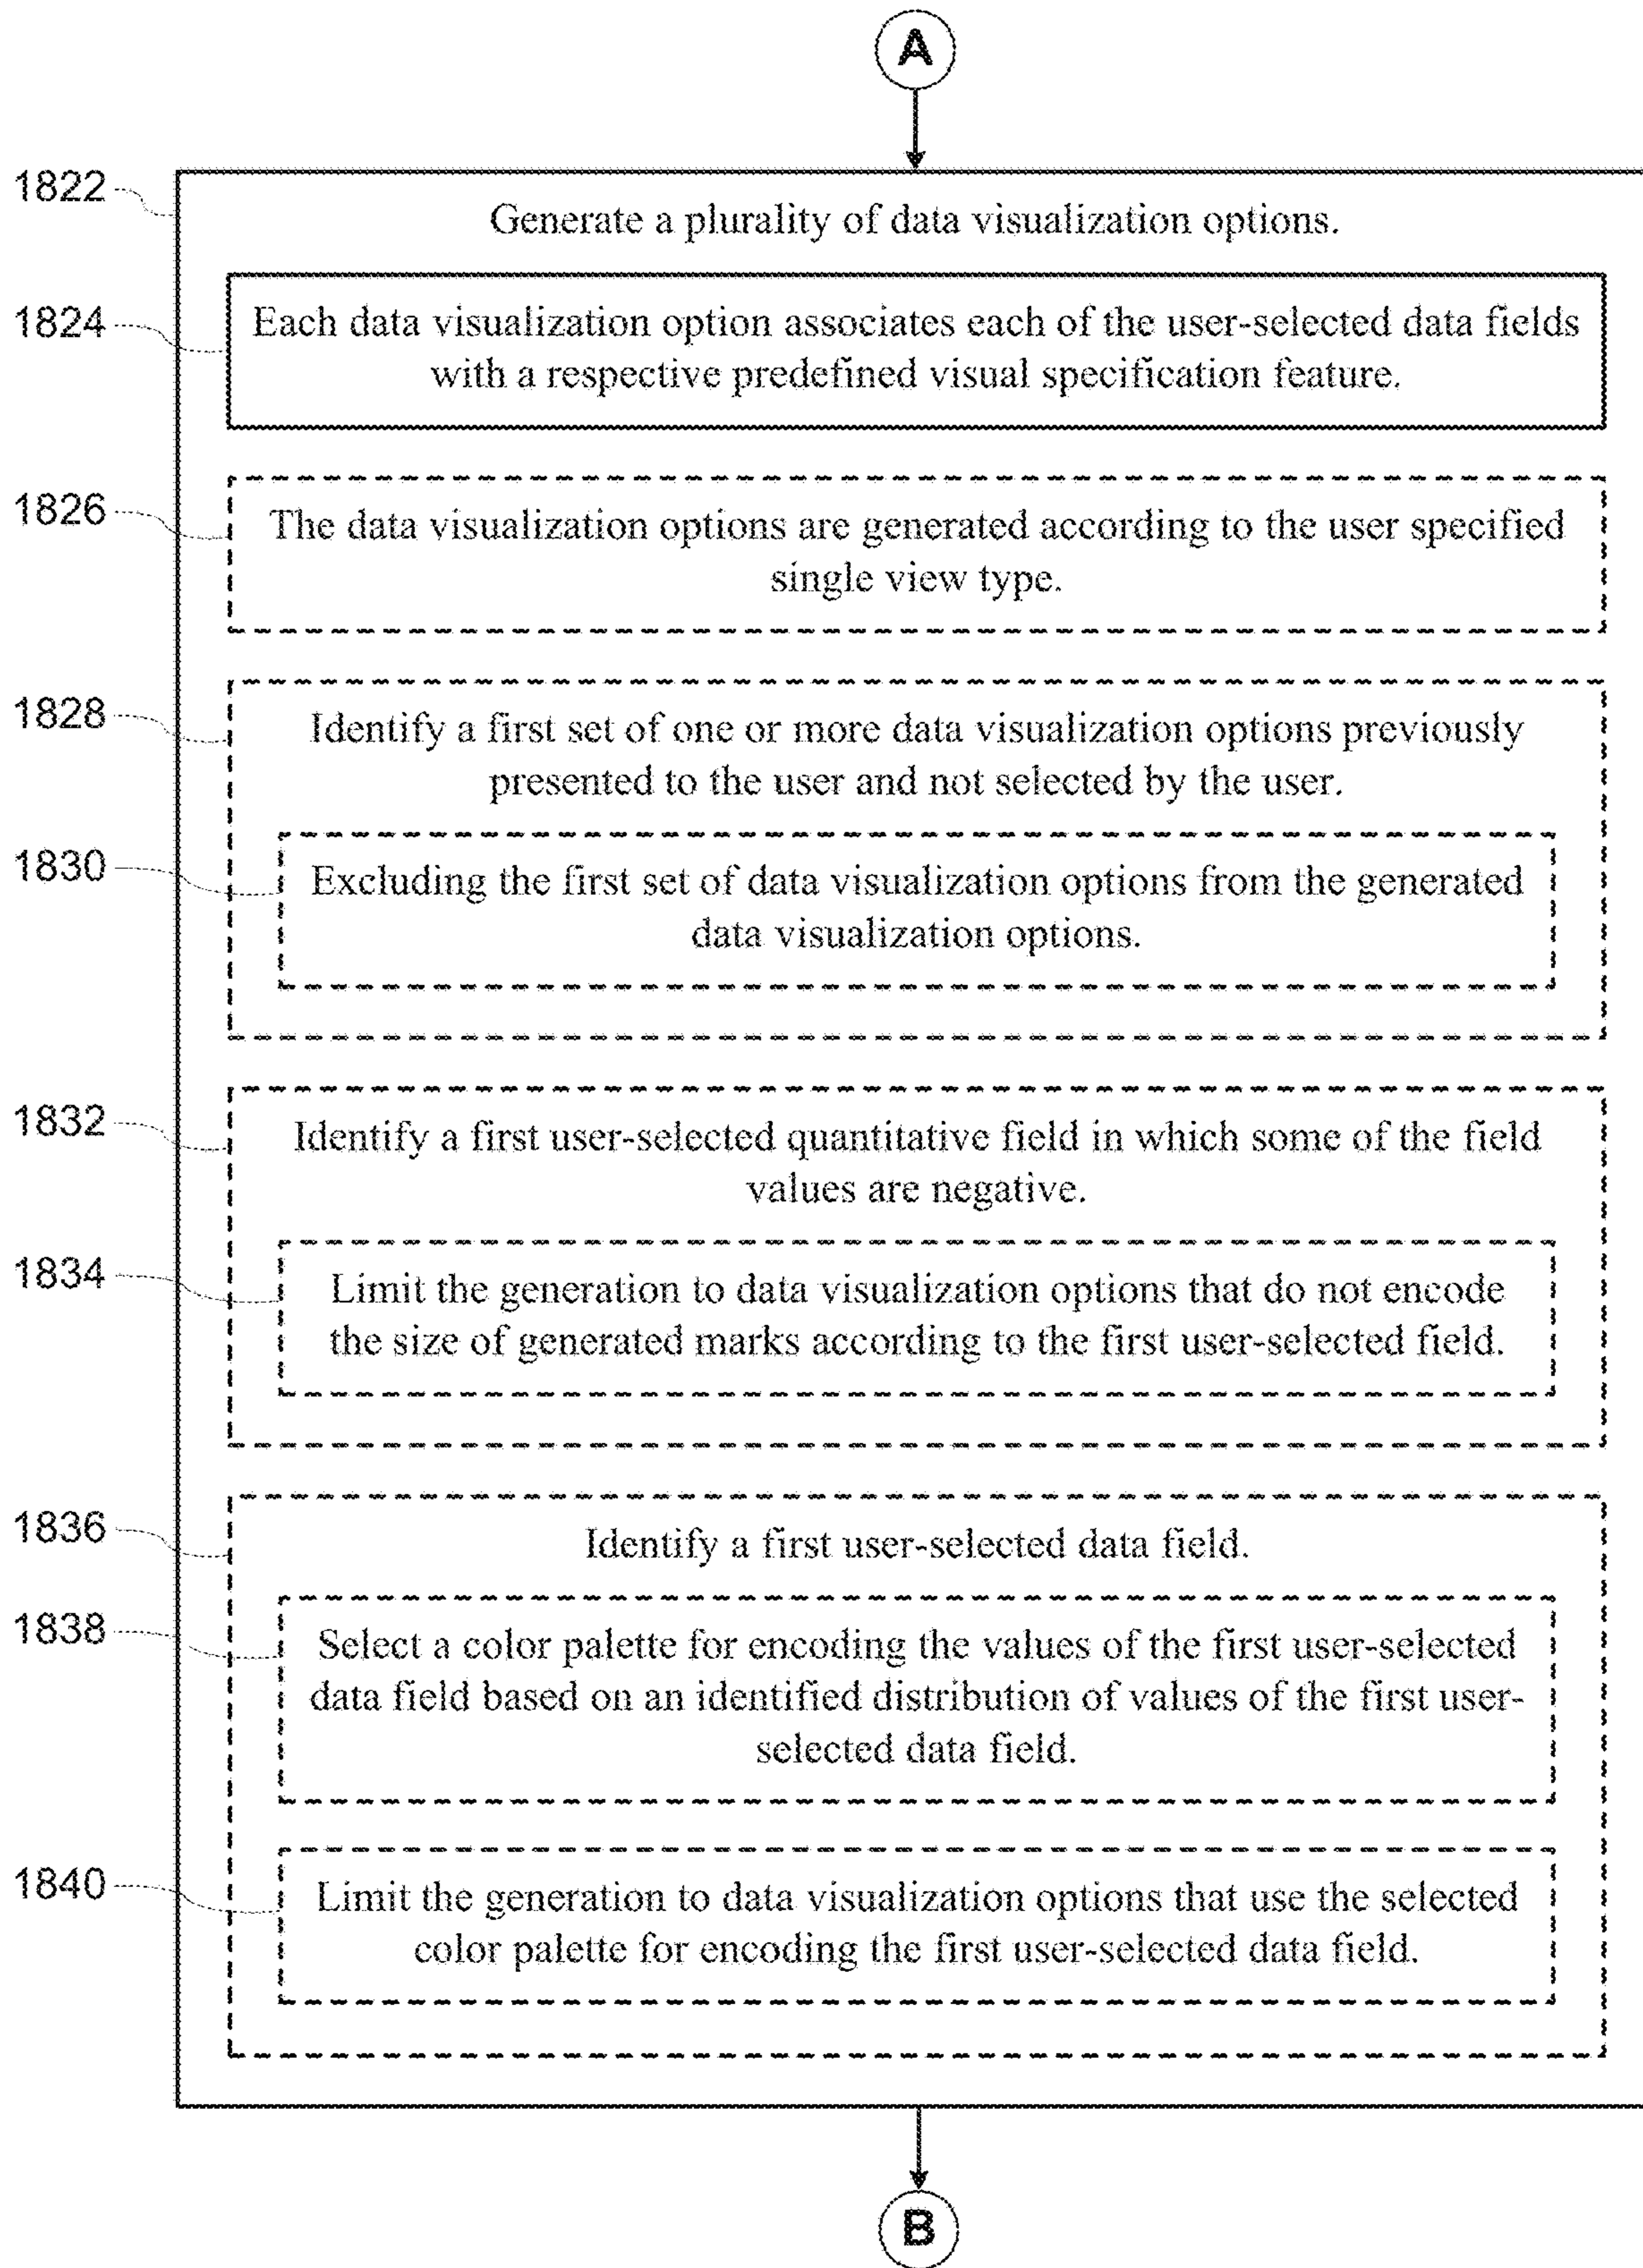 A
1822
Generate a plurality of data visualization options.
1824
Each data visualization option associates each of the user-selected data fields
with a respective predefined visual specification feature.
1826
The data visualization options are generated according to the user specified
single view type.
1828
Identify a first set of one or more data visualization options previously
presented to the user and not selected by the user.
1830
Excluding the first set of data visualization options from the generated
data visualization options.
1832
Identify a first user-selected quantitative field in which some of the field
values are negative.
1834
Limit the generation to data visualization options that do not encode
the size of generated marks according to the first user-selected field.
1836
Identify a first user-selected data field.
1838
Select a color palette for encoding the values of the first user-selected
data field based on an identified distribution of values of the first user-
selected data field.
1840
Limit the generation to data visualization options that use the selected
color palette for encoding the first user-selected data field.
B